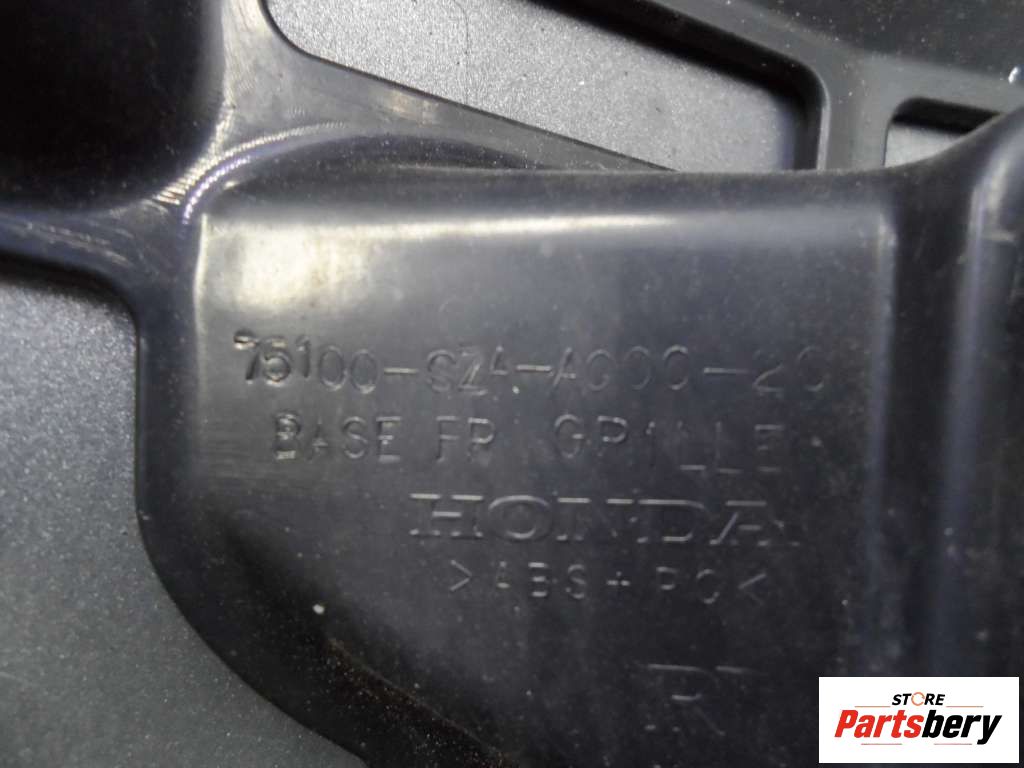 75100-SZA-A000-20
BASE FR GRILLE
HONDA
>ABS+PC<
R
STORE
Partsbery